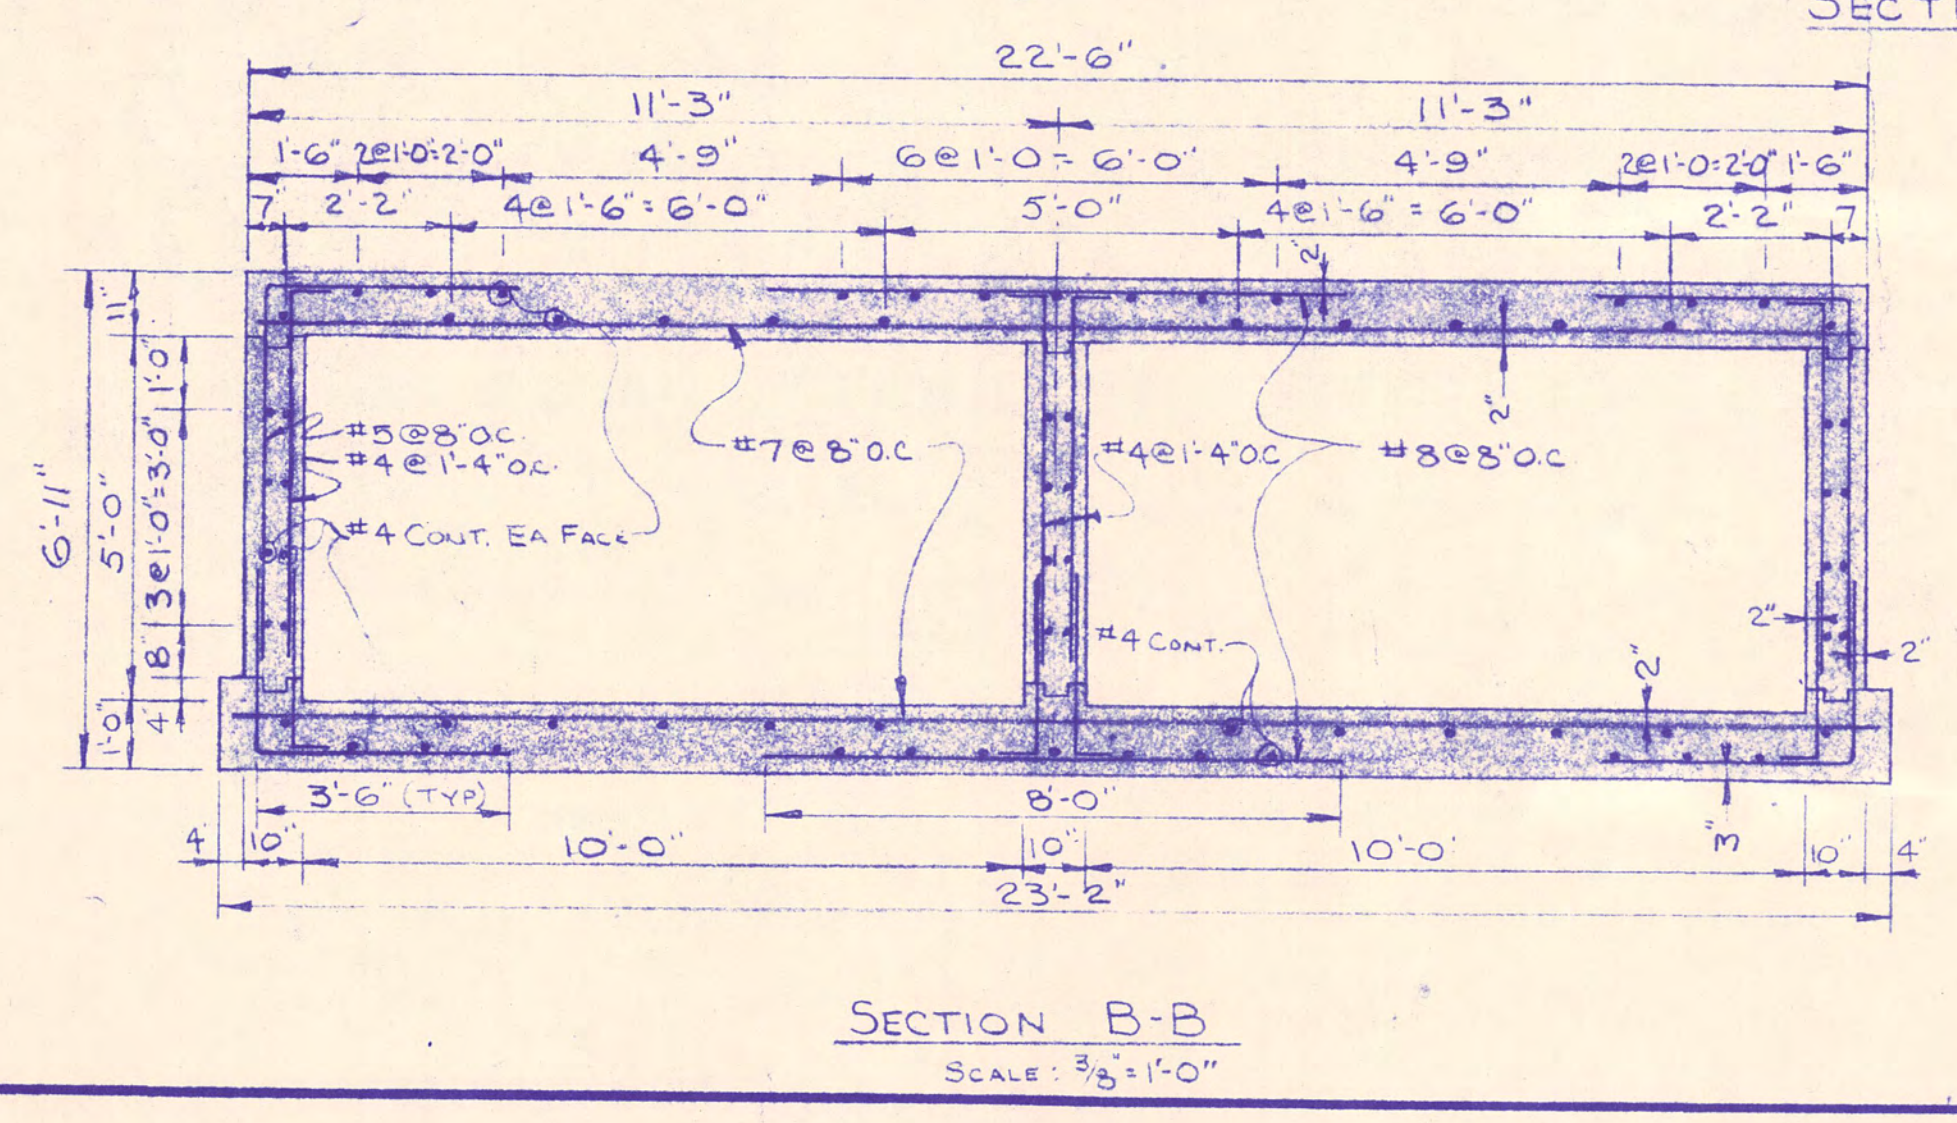 SECT
22'-6"
11'-3" 11'-3"
1'-6" 2@1'-0=2'-0" 4'-9" 6@1'-0=6'-0" 4'-9" 2@1'-0=2'-0" 1'-6"
7" 2'-2" 4@1'-6"=6'-0" 5'-0" 4@1'-6"=6'-0" 2'-2" 7
2"
11"
1'-0"
2"
#5@8"O.C.
#4@1'-4"O.C.
#7@8"O.C.
#4@1'-4"O.C
#8@8"O.C.
6'-11"
5'-0"
3@1'-0"=3'-0"
#4 CONT. EA FACE
#4 CONT.
2"
2"
8"
2"
1'-0"
4"
3'-6" (TYP)
8'-0"
3"
4" 10" 10'-0" 10" 10'-0" 10" 4"
23'-2"
SECTION B-B
SCALE: 3/8"=1'-0"